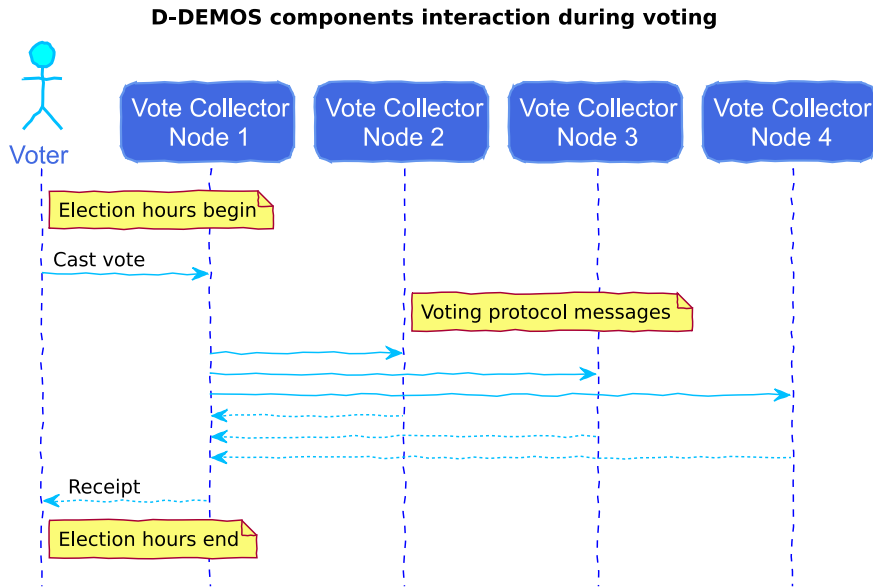 D-DEMOS components interaction during voting
Voter
Vote Collector
Node 1
Vote Collector
Node 2
Vote Collector
Node 3
Vote Collector
Node 4
Election hours begin
Cast vote
Voting protocol messages
Receipt
Election hours end